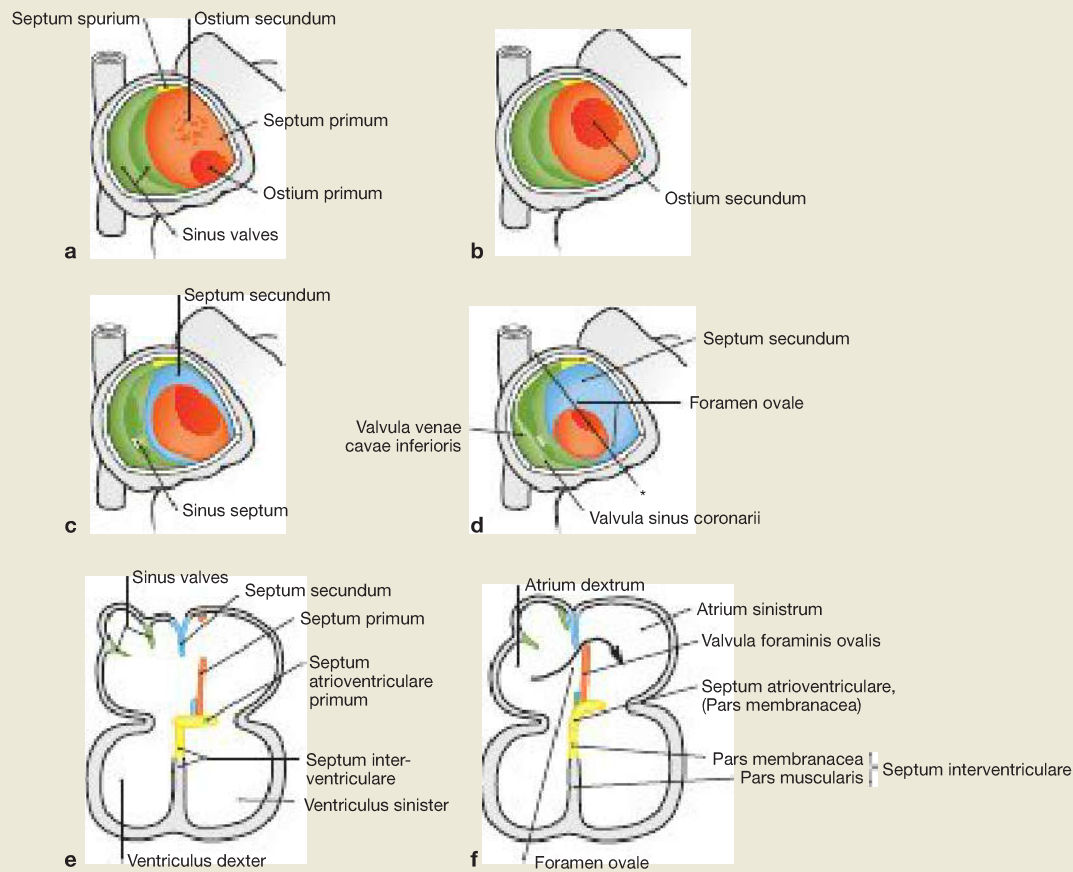 Septum spurium
Ostium secundum
Septum primum
Ostium primum
Sinus valves
a
Ostium secundum
b
Septum secundum
Sinus septum
c
Septum secundum
Foramen ovale
Valvula venae
cavae inferioris
*
Valvula sinus coronarii
d
Sinus valves
Septum secundum
Septum primum
Septum
atrioventriculare
primum
Septum inter-
ventriculare
Ventriculus sinister
Ventriculus dexter
e
Atrium dextrum
Atrium sinistrum
Valvula foraminis ovalis
Septum atrioventriculare,
(Pars membranacea)
Pars membranacea
Pars muscularis
Septum interventriculare
Foramen ovale
f